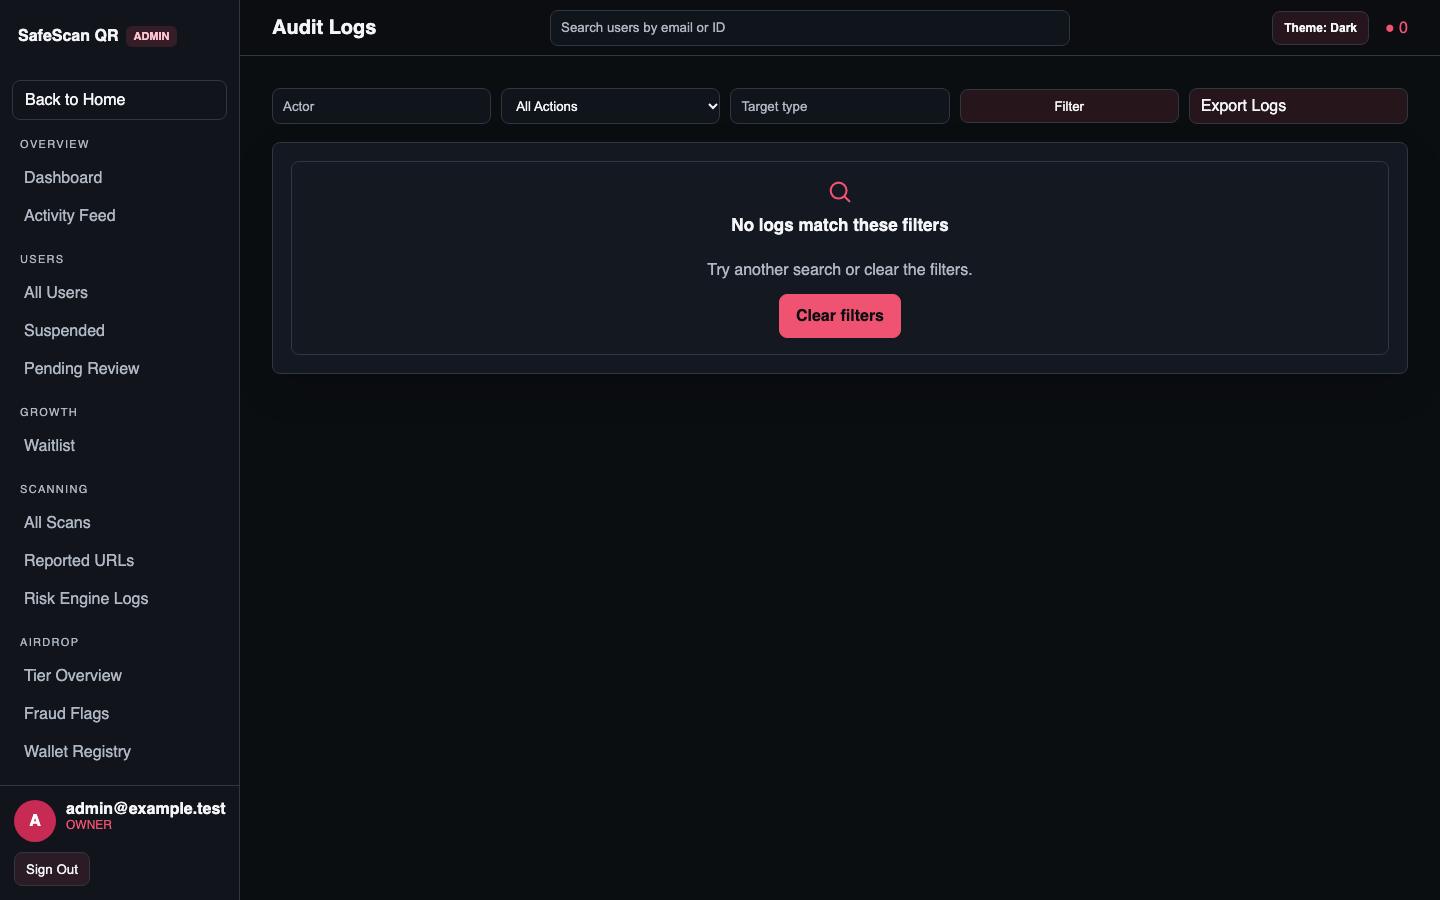 SafeScan QR ADMIN
Back to Home
OVERVIEW
Dashboard
Activity Feed
USERS
All Users
Suspended
Pending Review
GROWTH
Waitlist
SCANNING
All Scans
Reported URLs
Risk Engine Logs
AIRDROP
Tier Overview
Fraud Flags
Wallet Registry
A
admin@example.test
OWNER
Sign Out
Audit Logs
Search users by email or ID
Theme: Dark
0
Actor
All Actions
Target type
Filter
Export Logs
No logs match these filters
Try another search or clear the filters.
Clear filters